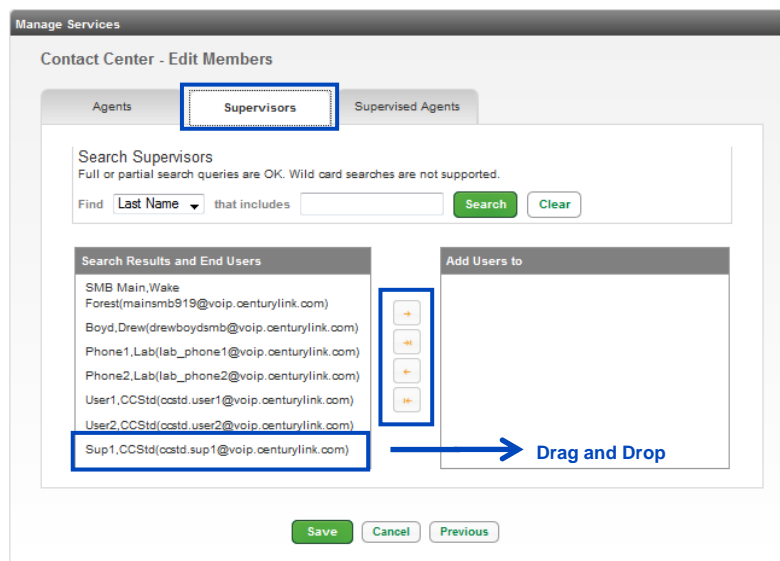 Manage Services
Contact Center - Edit Members
Agents
Supervisors
Supervised Agents
Search Supervisors
Full or partial search queries are OK. Wild card searches are not supported.
Find Last Name that includes Search Clear
Search Results and End Users
Add Users to
SMB Main,Wake
Forest(mainsmb919@voip.centurylink.com)
Boyd,Drew(drewboydsmb@voip.centurylink.com)
Phone1,Lab(lab_phone1@voip.centurylink.com)
Phone2,Lab(lab_phone2@voip.centurylink.com)
User1,CCStd(ccstd.user1@voip.centurylink.com)
User2,CCStd(ccstd.user2@voip.centurylink.com)
Sup1,CCStd(ccstd.sup1@voip.centurylink.com)
Drag and Drop
Save Cancel Previous